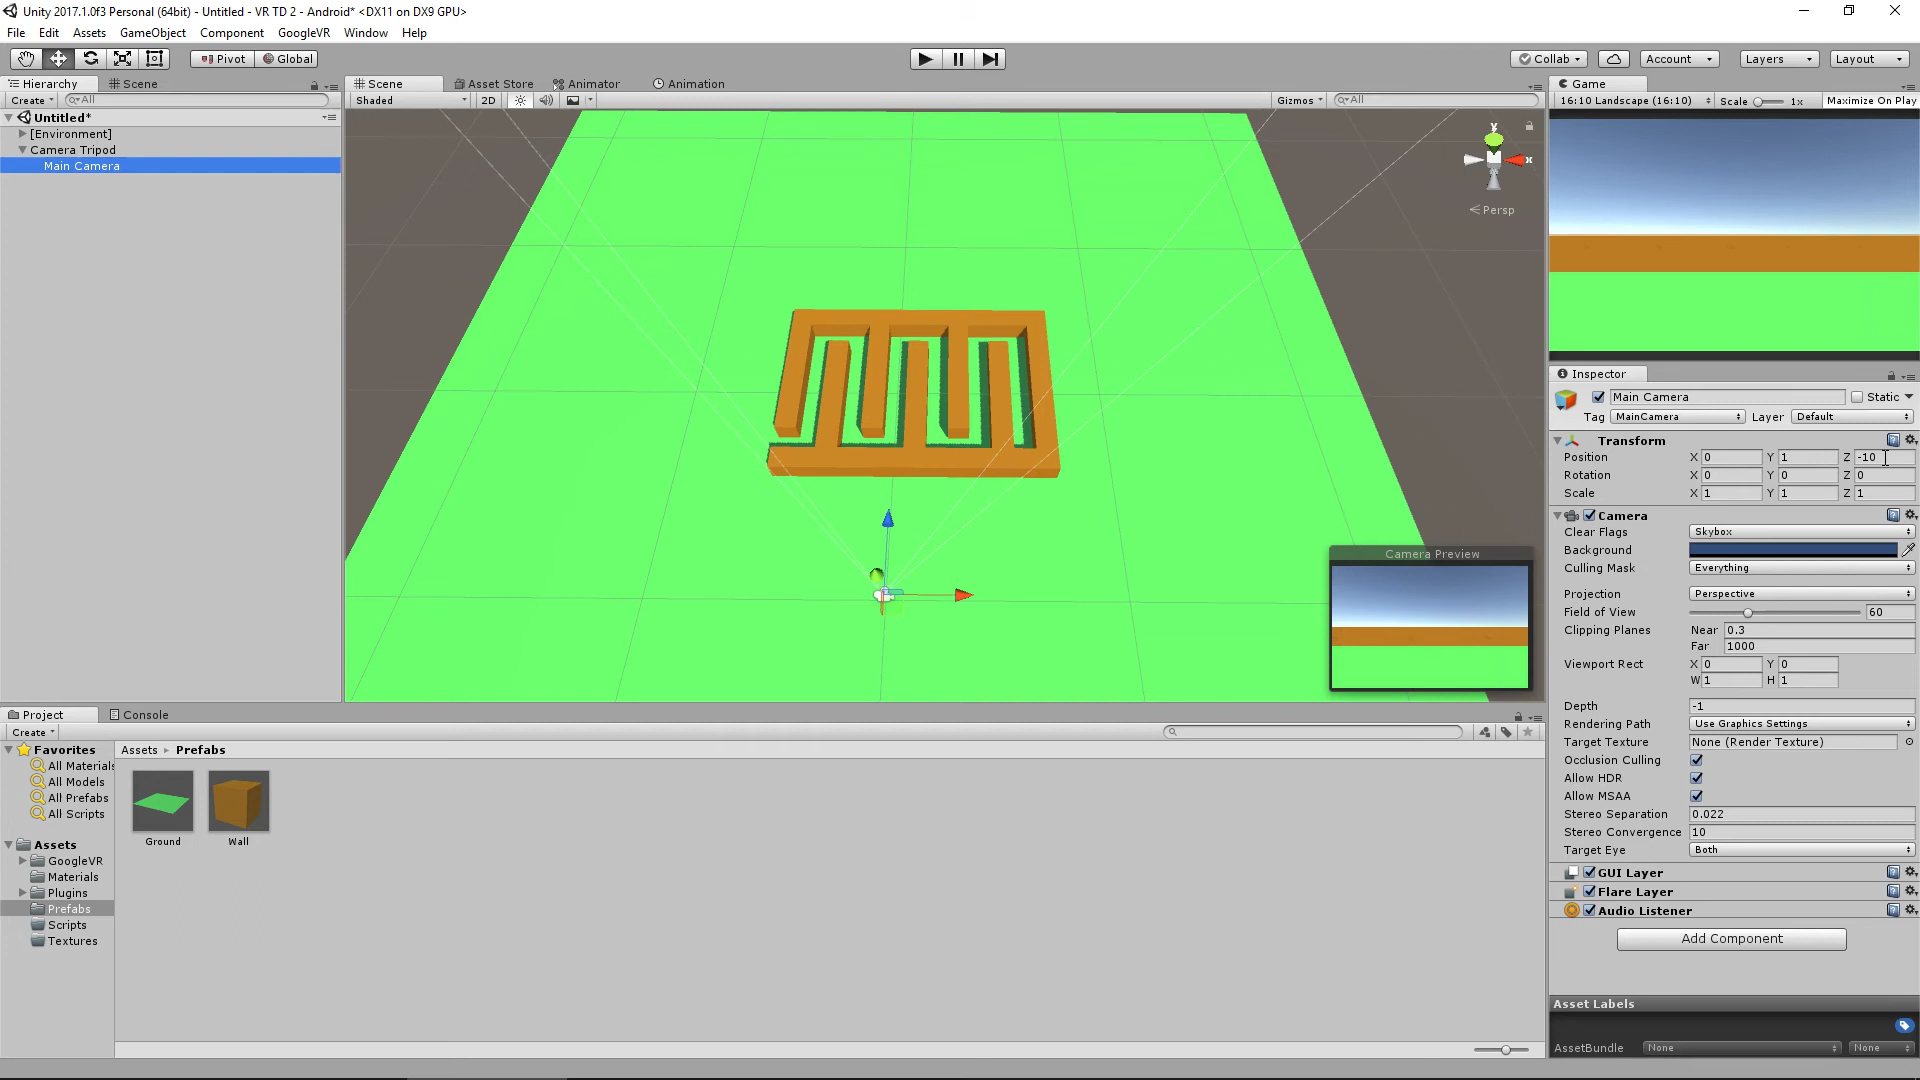 Unity 2017.1.0f3 Personal (64bit) - Untitled - VR TD 2 - Android* <DX11 on DX9 GPU>
File Edit Assets GameObject Component GoogleVR Window Help
Pivot Global Collab Account Layers Layout
Hierarchy Scene
Create All
Untitled*
[Environment]
Camera Tripod
Main Camera
Scene Asset Store Animator Animation
Shaded 2D Gizmos All
y
x
Persp
Camera Preview
Game
16:10 Landscape (16:10) Scale 1x Maximize On Play
Inspector
Main Camera Static
Tag MainCamera Layer Default
Transform
Position X 0 Y 1 Z -10
Rotation X 0 Y 0 Z 0
Scale X 1 Y 1 Z 1
Camera
Clear Flags Skybox
Background
Culling Mask Everything
Projection Perspective
Field of View 60
Clipping Planes Near 0.3
Far 1000
Viewport Rect X 0 Y 0
W 1 H 1
Depth -1
Rendering Path Use Graphics Settings
Target Texture None (Render Texture)
Occlusion Culling
Allow HDR
Allow MSAA
Stereo Separation 0.022
Stereo Convergence 10
Target Eye Both
GUI Layer
Flare Layer
Audio Listener
Add Component
Asset Labels
AssetBundle None None
Project Console
Create
Favorites
All Materials
All Models
All Prefabs
All Scripts
Assets
GoogleVR
Materials
Plugins
Prefabs
Scripts
Textures
Assets Prefabs
Ground Wall